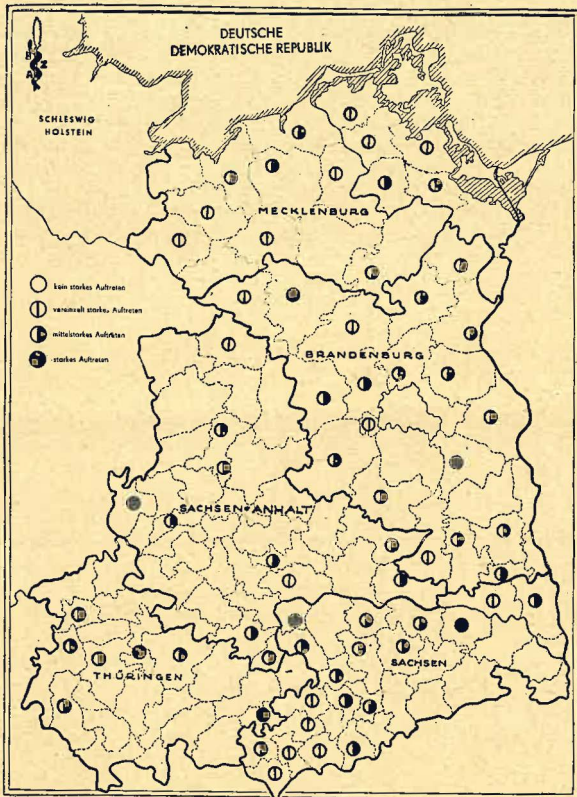 DEUTSCHE
DEMOKRATISCHE REPUBLIK
SCHLESWIG
HOLSTEIN
MECKLENBURG
kein starkes Auftreten
vereinzelt starkes Auftreten
mittelstarkes Auftreten
starkes Auftreten
BRANDENBURG
SACHSEN-ANHALT
SACHSEN
THÜRINGEN